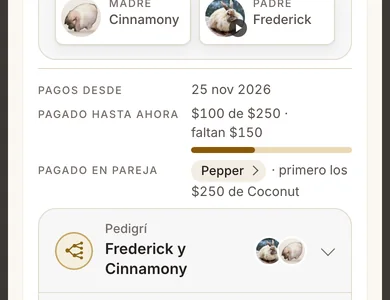 MADRE
Cinnamony
PADRE
Frederick
PAGOS DESDE
25 nov 2026
PAGADO HASTA AHORA
$100 de $250 ·
faltan $150
PAGADO EN PAREJA
Pepper · primero los
$250 de Coconut
Pedigrí
Frederick y
Cinnamony